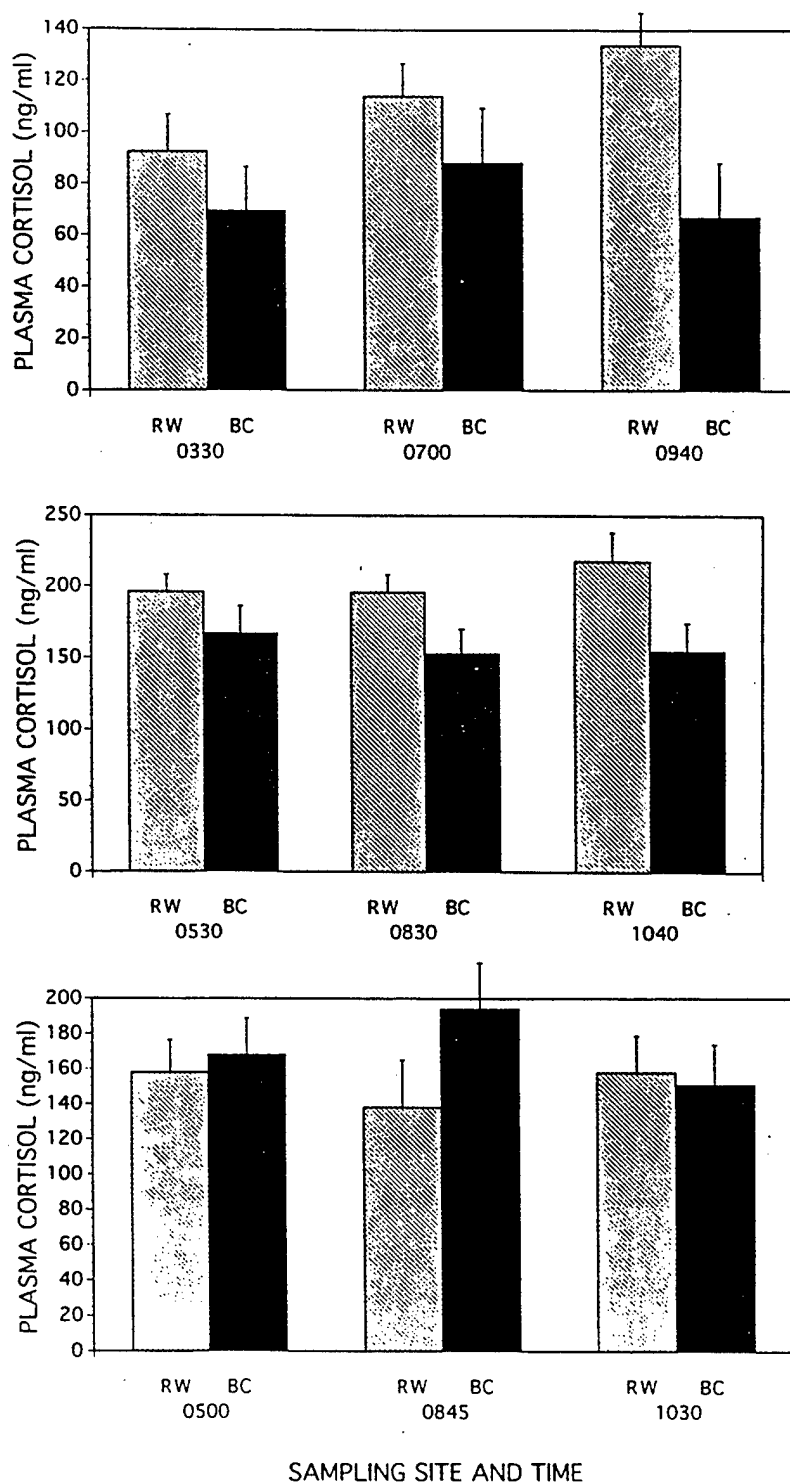 PLASMA CORTISOL (ng/ml)
140
120
100
80
60
40
20
0
RW BC RW BC RW BC
0330 0700 0940
PLASMA CORTISOL (ng/ml)
250
200
150
100
50
0
RW BC RW BC RW BC
0530 0830 1040
PLASMA CORTISOL (ng/ml)
200
180
160
140
120
100
80
60
40
20
0
RW BC RW BC RW BC
0500 0845 1030
SAMPLING SITE AND TIME